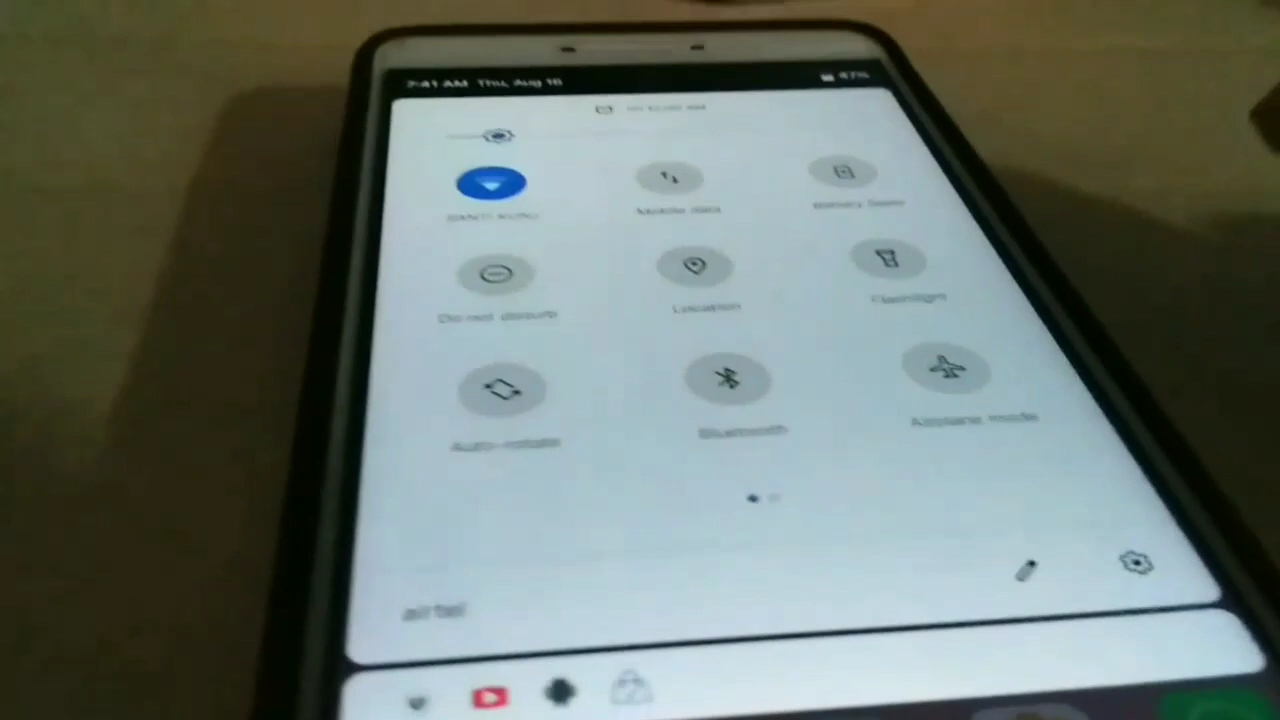 7:41 AM Thu, Aug 16
47%
Mobile data
Battery Saver
Do not disturb
Location
Flashlight
Auto-rotate
Bluetooth
Airplane mode
airtel